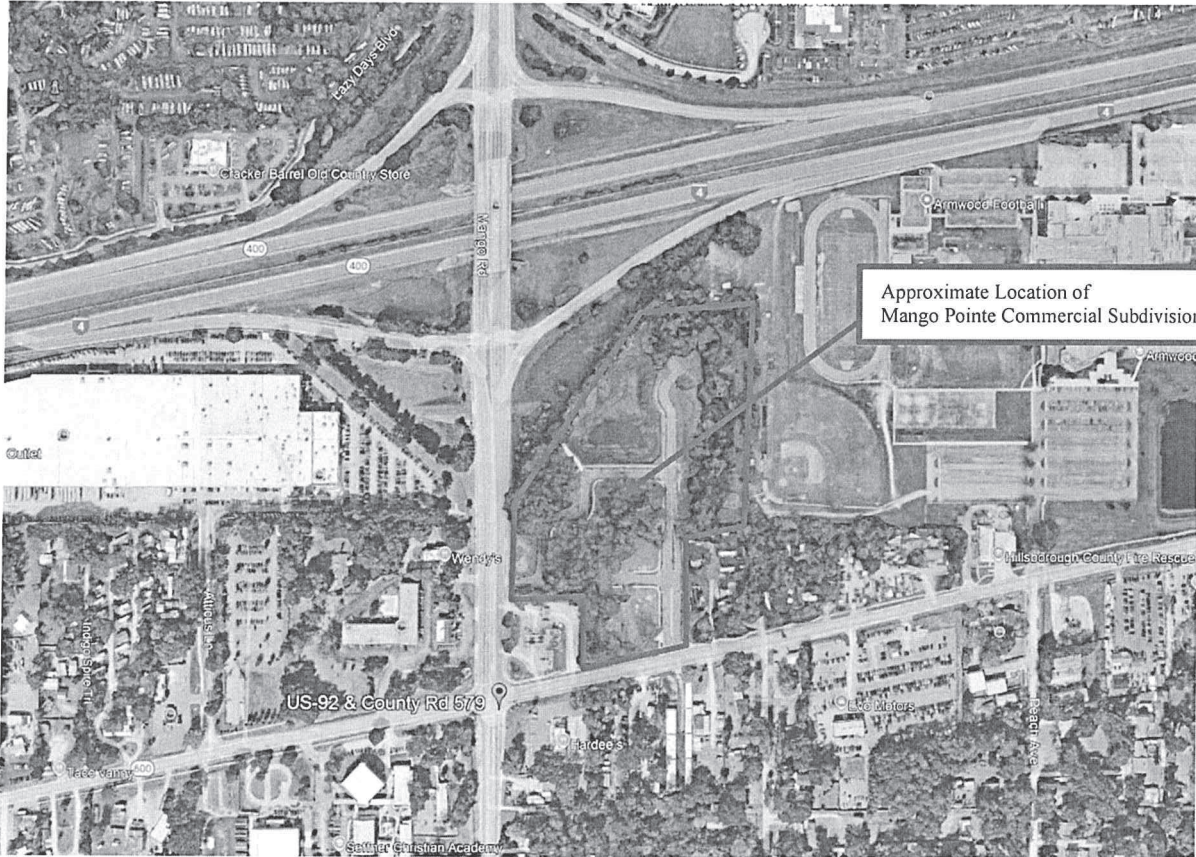 Lazy Days Blvd
4
Cracker Barrel Old Country Store
4
Armwood Football
Mango Rd
400
400
Approximate Location of
Mango Pointe Commercial Subdivision
4
Armwood
Outlet
Wendy's
Hillsborough County Fire Rescue
US-92 & County Rd 579
Evo Motors
Hardee's
Peach Ave
600
Seffner Christian Academy